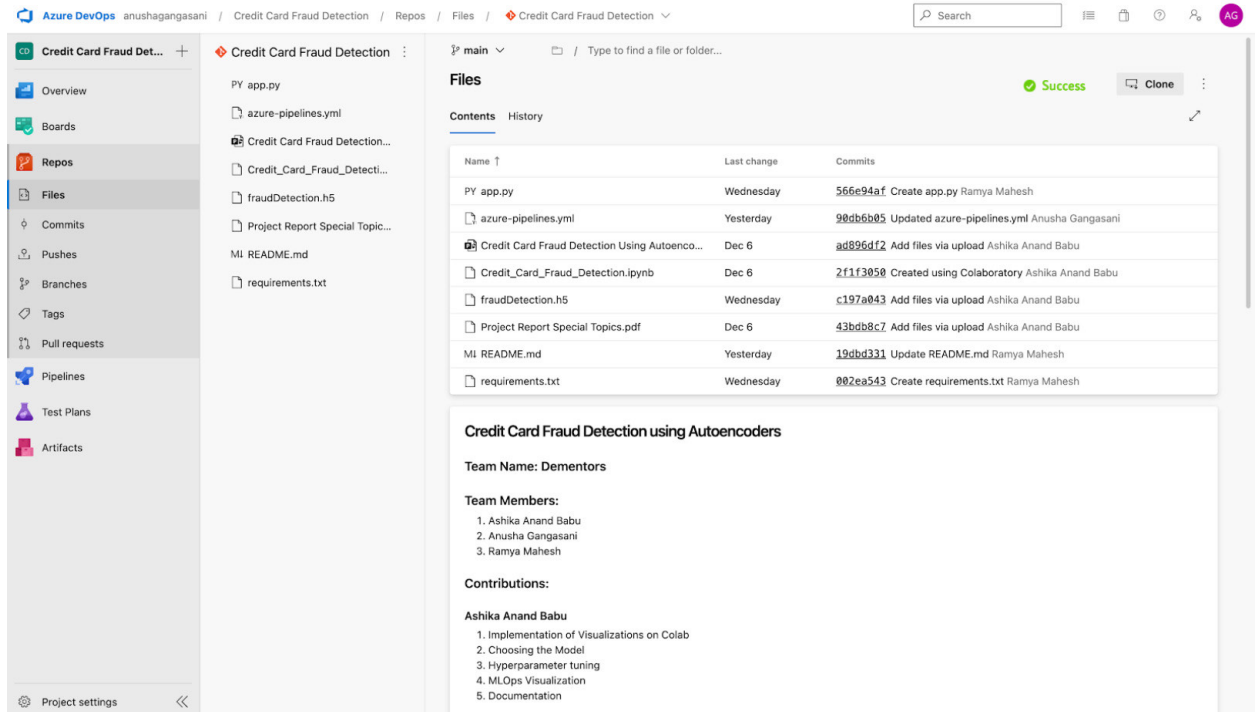 Azure DevOps anushagangasani / Credit Card Fraud Detection / Repos / Files / Credit Card Fraud Detection
Search
AG
CD Credit Card Fraud Det...
Overview
Boards
Repos
Files
Commits
Pushes
Branches
Tags
Pull requests
Pipelines
Test Plans
Artifacts
Project settings
Credit Card Fraud Detection
PY app.py
azure-pipelines.yml
Credit Card Fraud Detection...
Credit_Card_Fraud_Detecti...
fraudDetection.h5
Project Report Special Topic...
M↓ README.md
requirements.txt
main / Type to find a file or folder...
Files
Success
Clone
Contents History
Name ↑ Last change Commits
PY app.py Wednesday 566e94af Create app.py Ramya Mahesh
azure-pipelines.yml Yesterday 90db6b05 Updated azure-pipelines.yml Anusha Gangasani
Credit Card Fraud Detection Using Autoenco... Dec 6 ad896df2 Add files via upload Ashika Anand Babu
Credit_Card_Fraud_Detection.ipynb Dec 6 2f1f3050 Created using Colaboratory Ashika Anand Babu
fraudDetection.h5 Wednesday c197a043 Add files via upload Ashika Anand Babu
Project Report Special Topics.pdf Dec 6 43bdb8c7 Add files via upload Ashika Anand Babu
M↓ README.md Yesterday 19dbd331 Update README.md Ramya Mahesh
requirements.txt Wednesday 002ea543 Create requirements.txt Ramya Mahesh
Credit Card Fraud Detection using Autoencoders
Team Name: Dementors
Team Members:
1. Ashika Anand Babu
2. Anusha Gangasani
3. Ramya Mahesh
Contributions:
Ashika Anand Babu
1. Implementation of Visualizations on Colab
2. Choosing the Model
3. Hyperparameter tuning
4. MLOps Visualization
5. Documentation